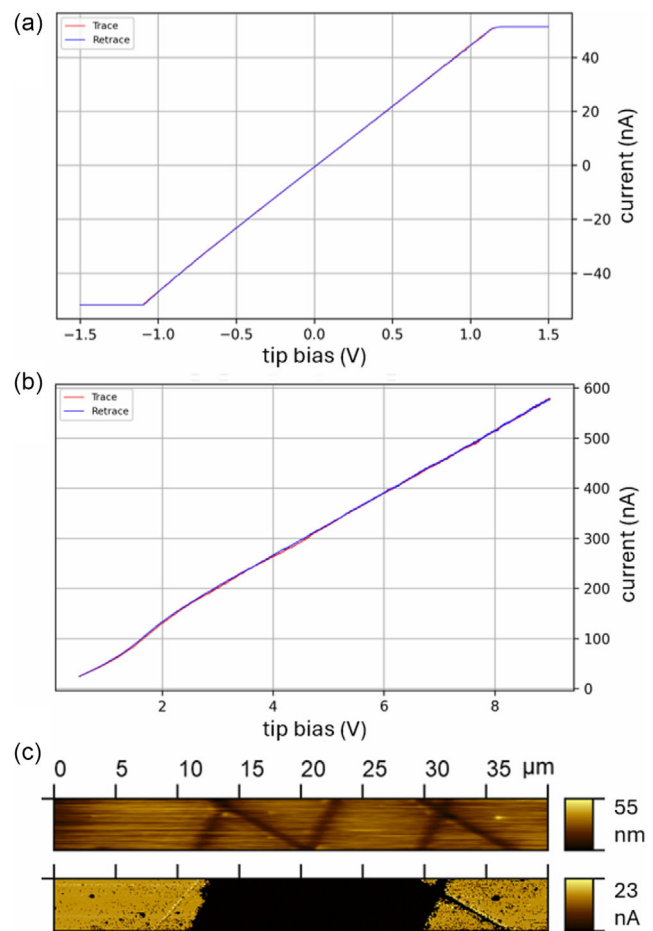 (a)
Trace
Retrace
40
20
0
−20
−40
current (nA)
−1.5 −1.0 −0.5 0.0 0.5 1.0 1.5
tip bias (V)
(b)
Trace
Retrace
600
500
400
300
200
100
0
current (nA)
2 4 6 8
tip bias (V)
(c)
0 5 10 15 20 25 30 35 µm
55
nm
23
nA